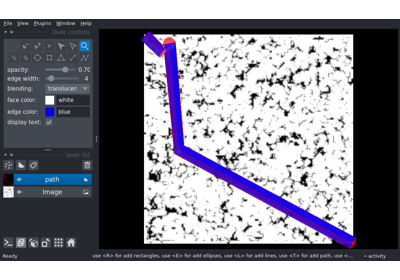 File View Plugins Window Help
layer controls
opacity: 0.70
edge width: 4
blending: translucen
face color: white
edge color: blue
display text:
layer list
path
Image
Ready
use <R> for add rectangles, use <E> for add ellipses, use <L> for add lines, use <T> for add path, use <...
activity